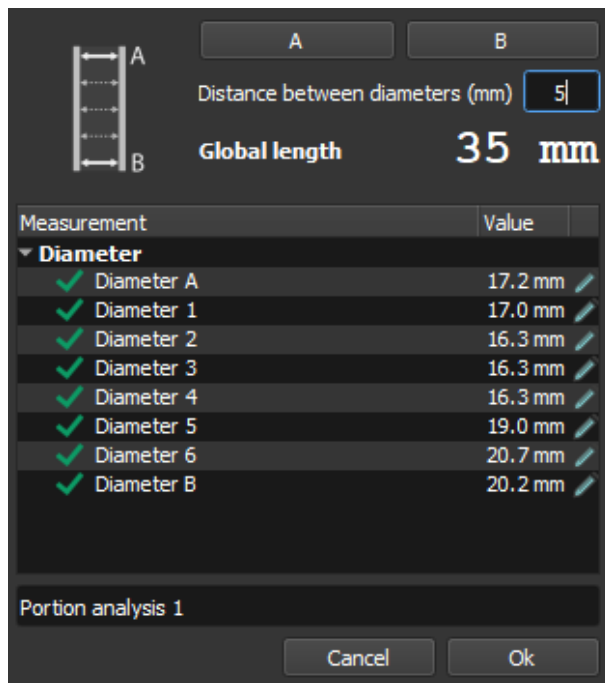 A
A B
Distance between diameters (mm) 5
B
Global length 35 mm
Measurement Value
Diameter
Diameter A 17.2 mm
Diameter 1 17.0 mm
Diameter 2 16.3 mm
Diameter 3 16.3 mm
Diameter 4 16.3 mm
Diameter 5 19.0 mm
Diameter 6 20.7 mm
Diameter B 20.2 mm
Portion analysis 1
Cancel Ok